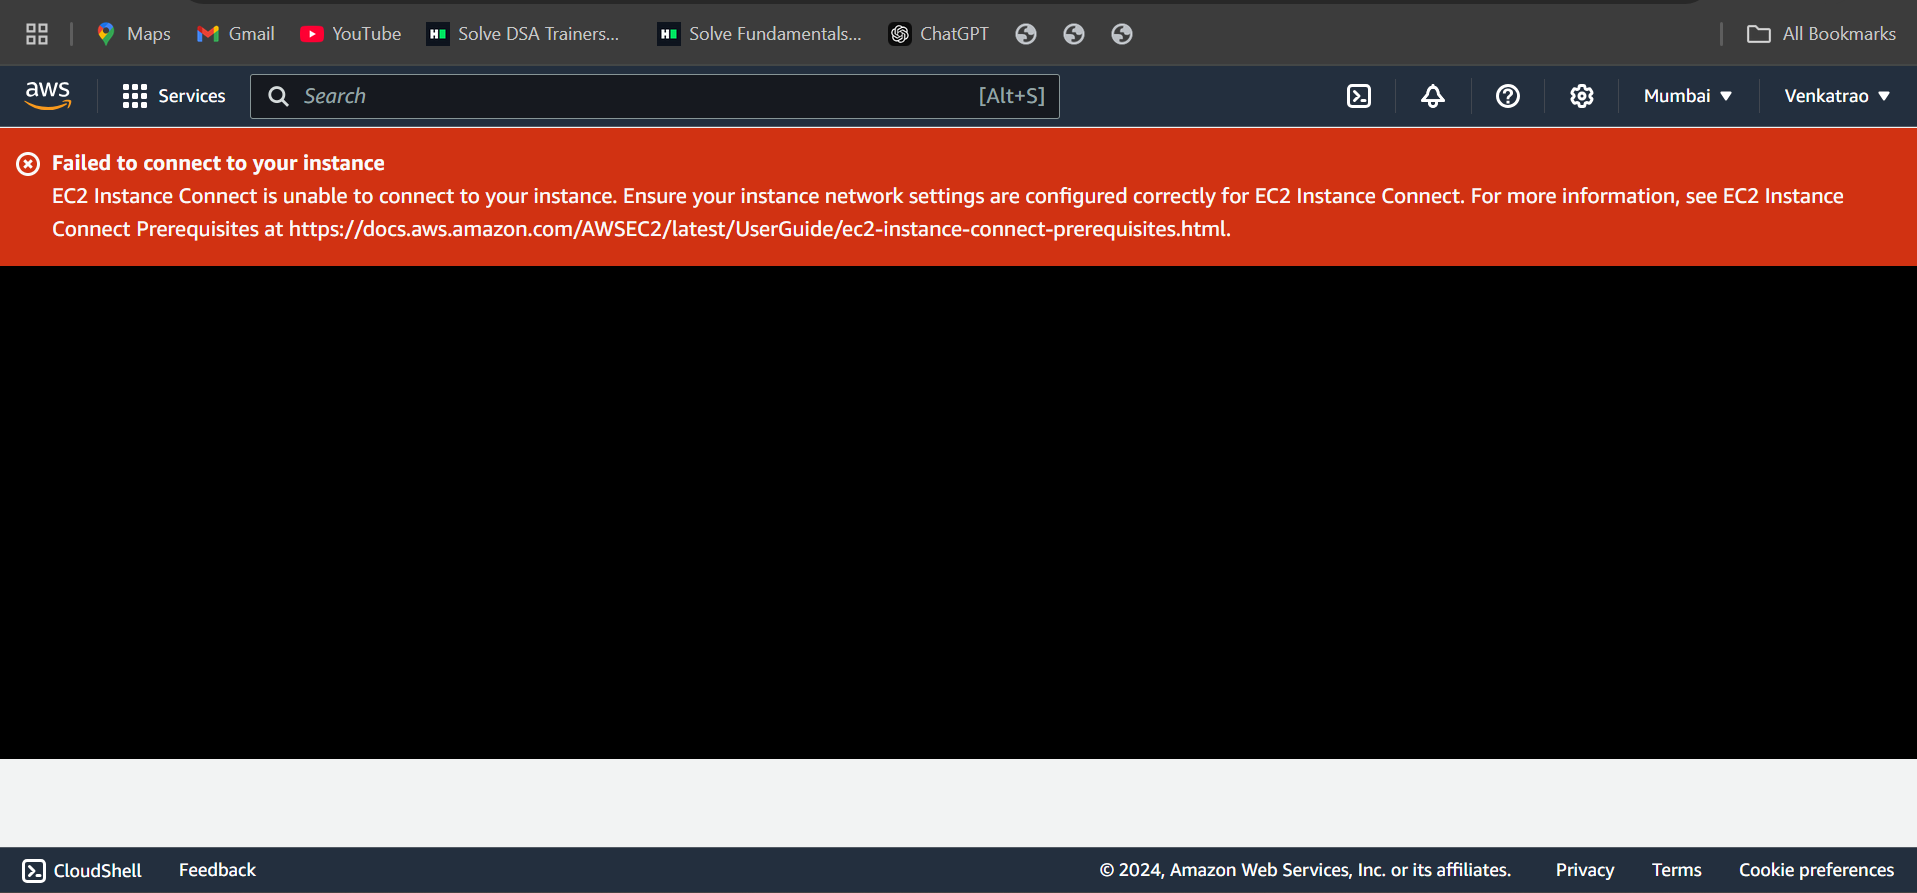 Maps Gmail YouTube Solve DSA Trainers... Solve Fundamentals... ChatGPT All Bookmarks
aws Services Search [Alt+S] Mumbai Venkatrao
Failed to connect to your instance
EC2 Instance Connect is unable to connect to your instance. Ensure your instance network settings are configured correctly for EC2 Instance Connect. For more information, see EC2 Instance
Connect Prerequisites at https://docs.aws.amazon.com/AWSEC2/latest/UserGuide/ec2-instance-connect-prerequisites.html.
CloudShell Feedback © 2024, Amazon Web Services, Inc. or its affiliates. Privacy Terms Cookie preferences